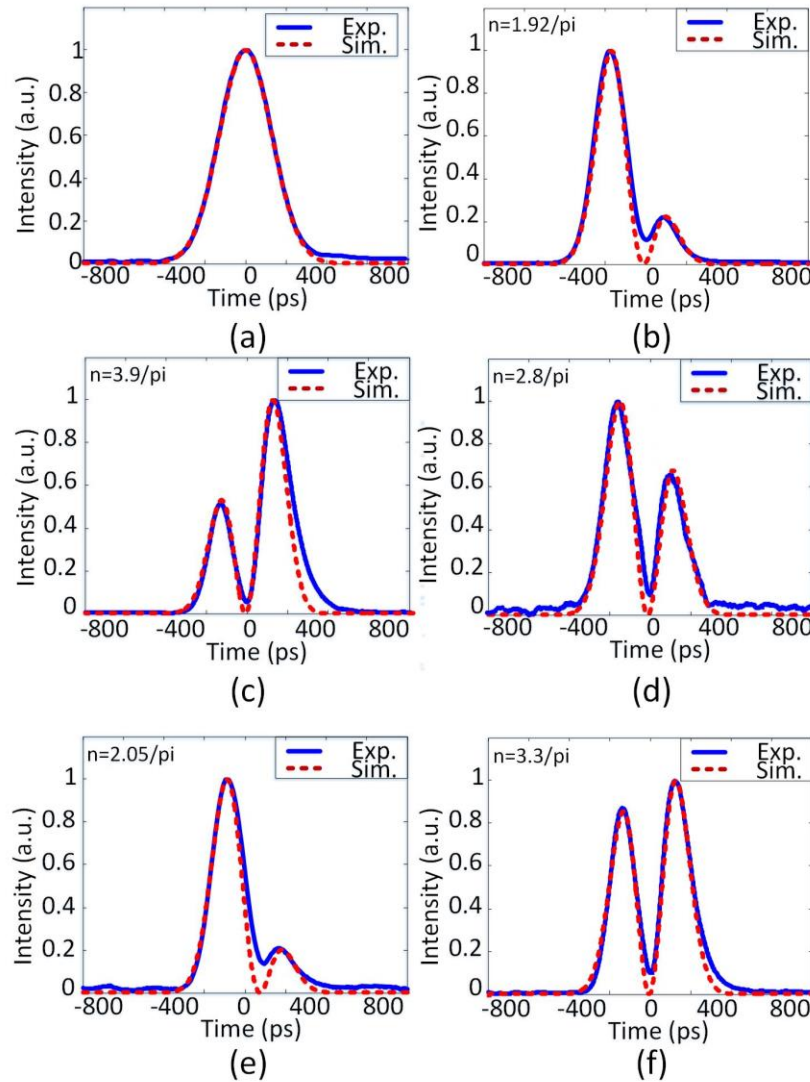 Exp.
Sim.
Intensity (a.u.)
1
0.8
0.6
0.4
0.2
0
-800 -400 0 400 800
Time (ps)
(a)
n=1.92/pi
Exp.
Sim.
Intensity (a.u.)
1
0.8
0.6
0.4
0.2
0
-800 -400 0 400 800
Time (ps)
(b)
n=3.9/pi
Exp.
Sim.
Intensity (a.u.)
1
0.8
0.6
0.4
0.2
0
-800 -400 0 400 800
Time (ps)
(c)
n=2.8/pi
Exp.
Sim.
Intensity (a.u.)
1
0.8
0.6
0.4
0.2
0
-800 -400 0 400 800
Time (ps)
(d)
n=2.05/pi
Exp.
Sim.
Intensity (a.u.)
1
0.8
0.6
0.4
0.2
0
-800 -400 0 400 800
Time (ps)
(e)
n=3.3/pi
Exp.
Sim.
Intensity (a.u.)
1
0.8
0.6
0.4
0.2
0
-800 -400 0 400 800
Time (ps)
(f)